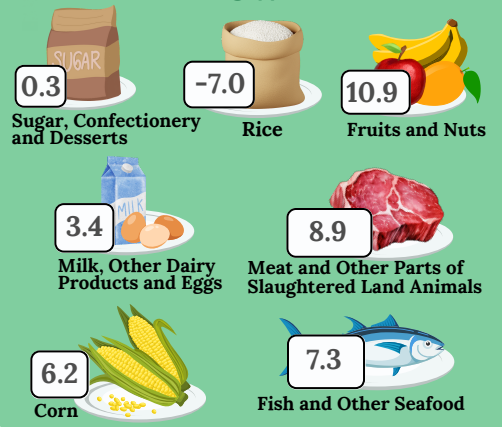 SUGAR
0.3
-7.0
10.9
Sugar, Confectionery
and Desserts
Rice
Fruits and Nuts
MILK
3.4
8.9
Milk, Other Dairy
Products and Eggs
Meat and Other Parts of
Slaughtered Land Animals
6.2
7.3
Corn
Fish and Other Seafood